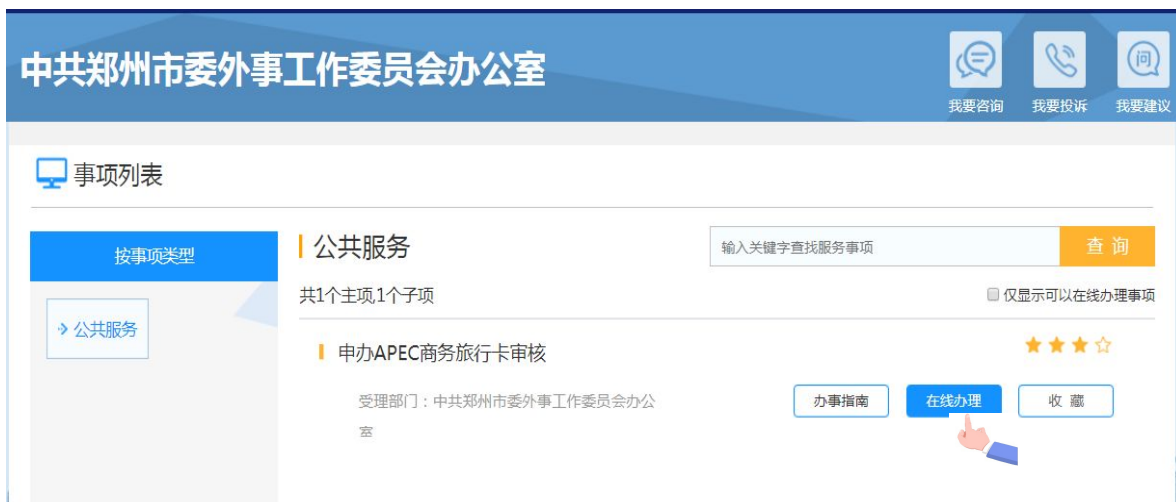 中共郑州市委外事工作委员会办公室
问
我要咨询 我要投诉 我要建议
事项列表
按事项类型
公共服务
公共服务
输入关键字查找服务事项
查 询
共1个主项,1个子项
仅显示可以在线办理事项
申办APEC商务旅行卡审核
受理部门：中共郑州市委外事工作委员会办公
室
办事指南
在线办理
收 藏